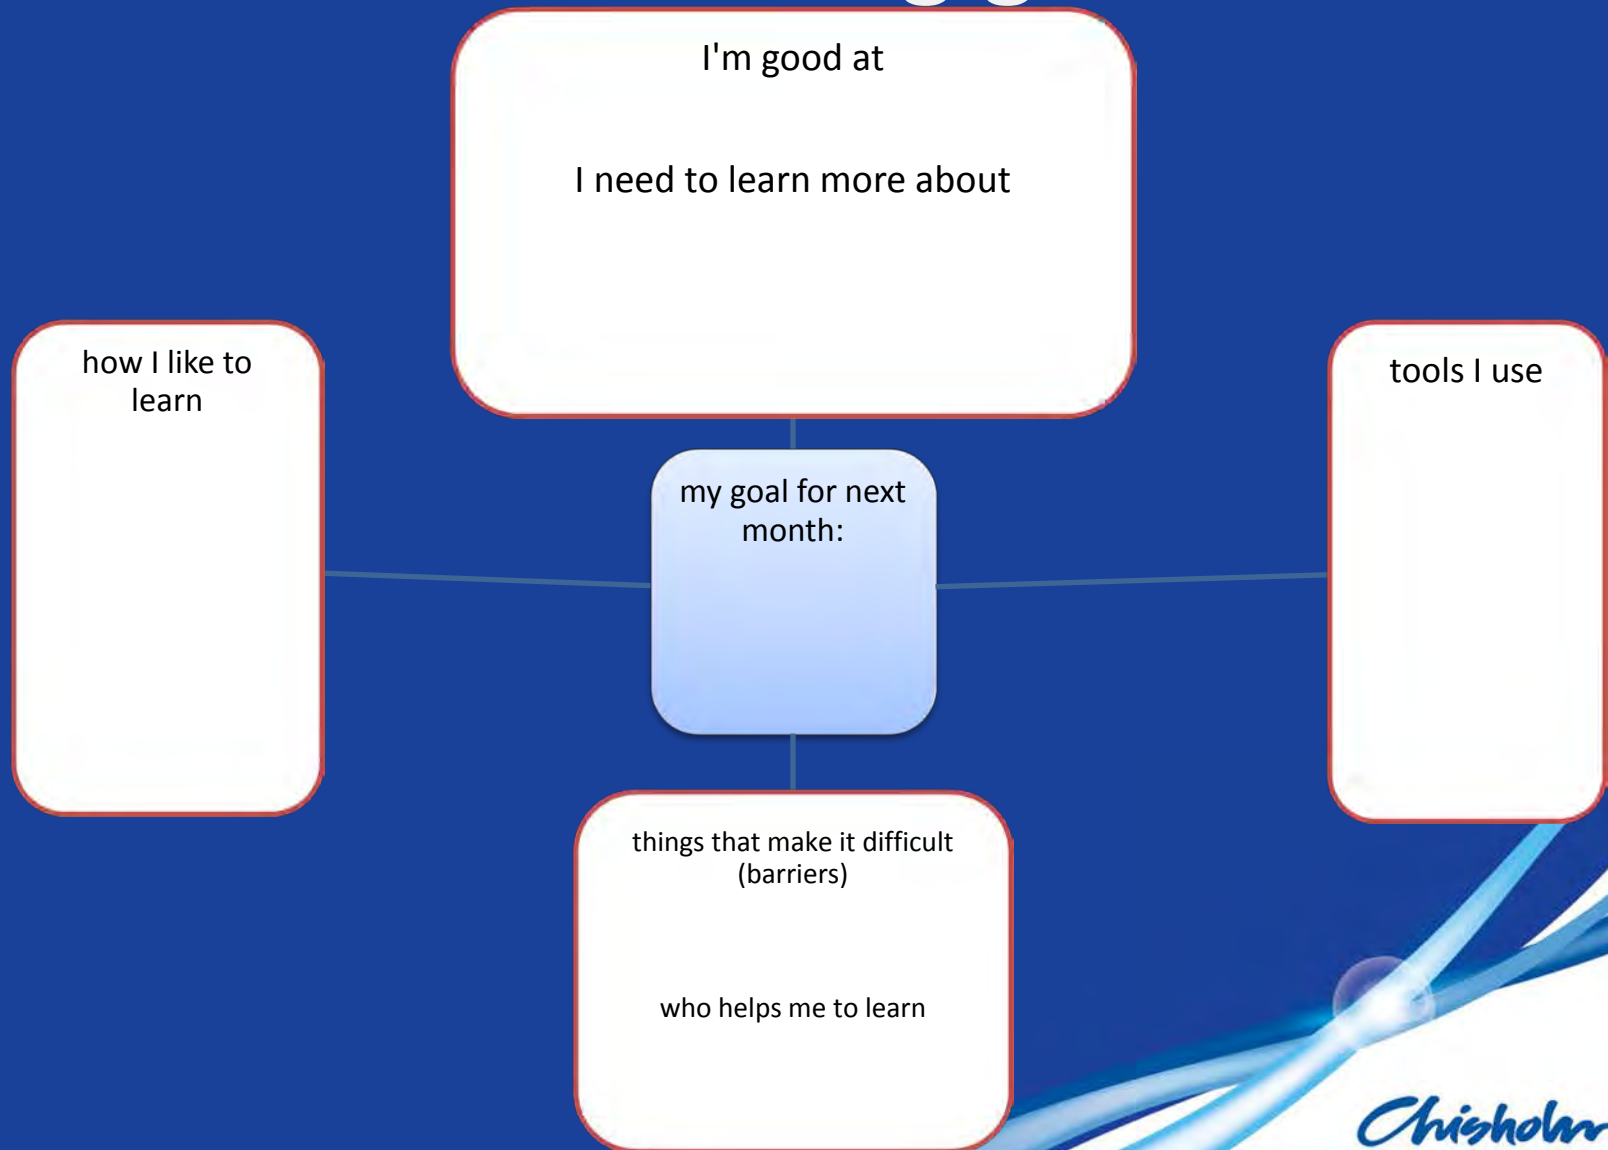 I'm good at
I need to learn more about
how I like to
learn
tools I use
my goal for next
month:
things that make it difficult
(barriers)
who helps me to learn
Chisholm